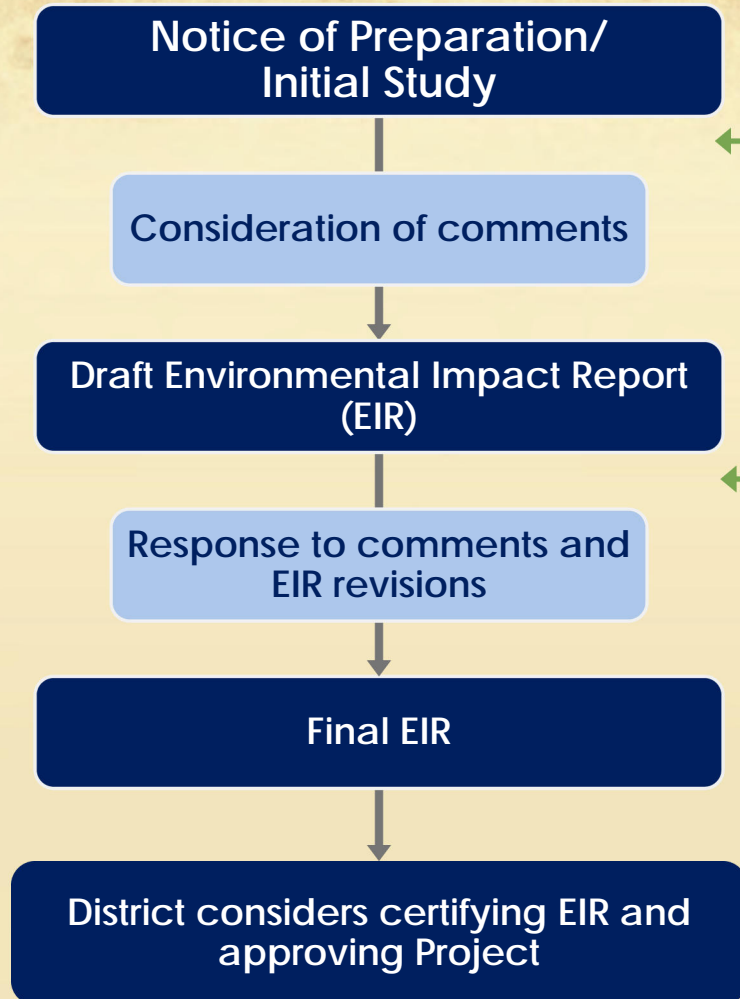 Notice of Preparation/
Initial Study
Consideration of comments
Draft Environmental Impact Report
(EIR)
Response to comments and
EIR revisions
Final EIR
District considers certifying EIR and
approving Project